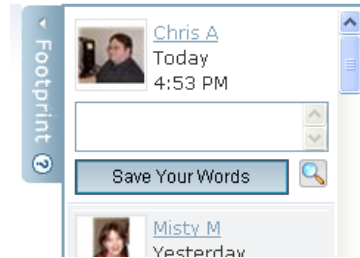 Footprint ?
Chris A
Today
4:53 PM
Save Your Words
Misty M
Yesterday